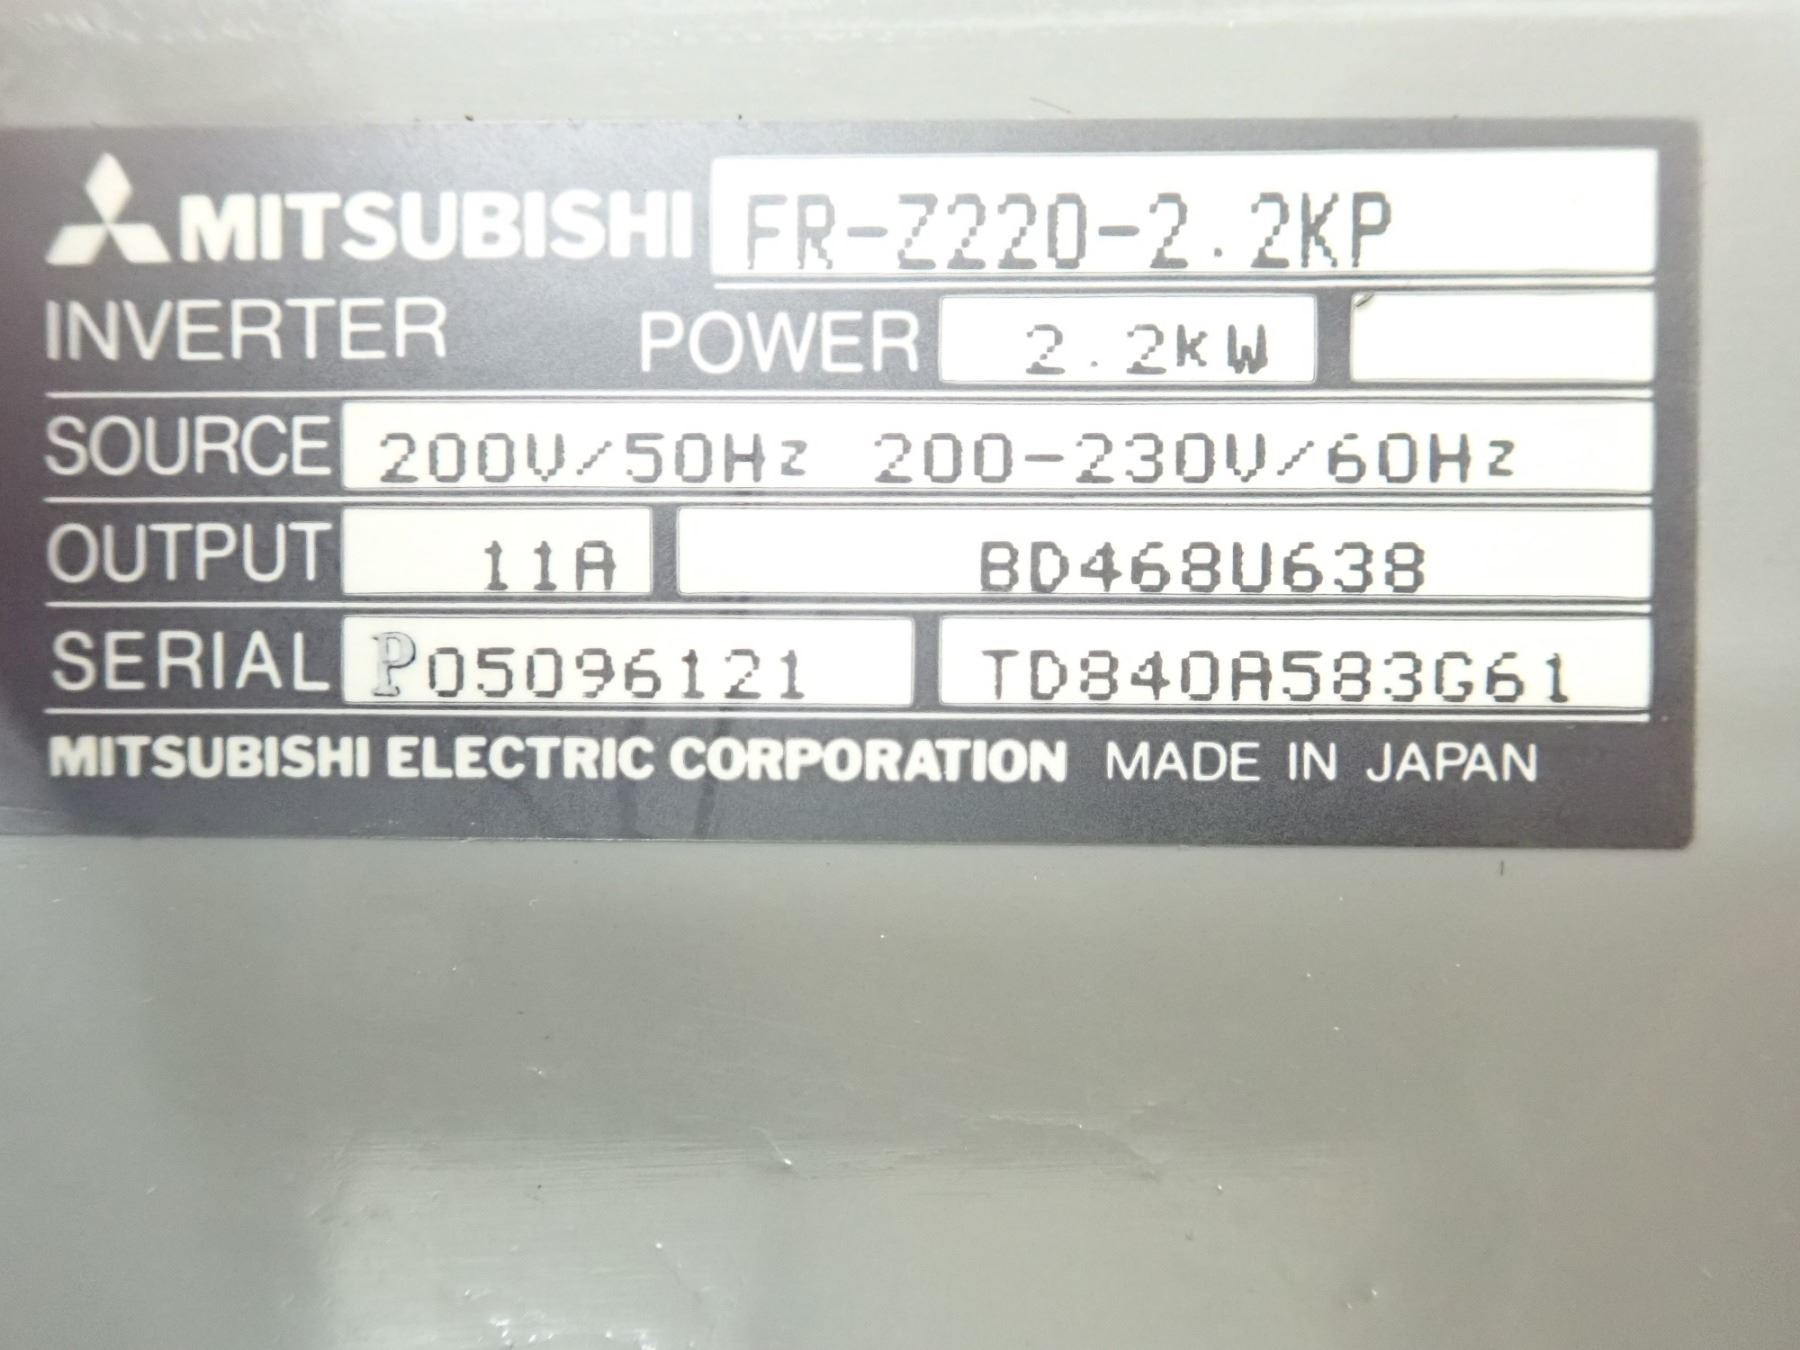 MITSUBISHI FR-Z220-2.2KP
INVERTER POWER 2.2kW
SOURCE 200V/50Hz 200-230V/60Hz
OUTPUT 11A BD468U638
SERIAL P05096121 TD840A583G61
MITSUBISHI ELECTRIC CORPORATION MADE IN JAPAN